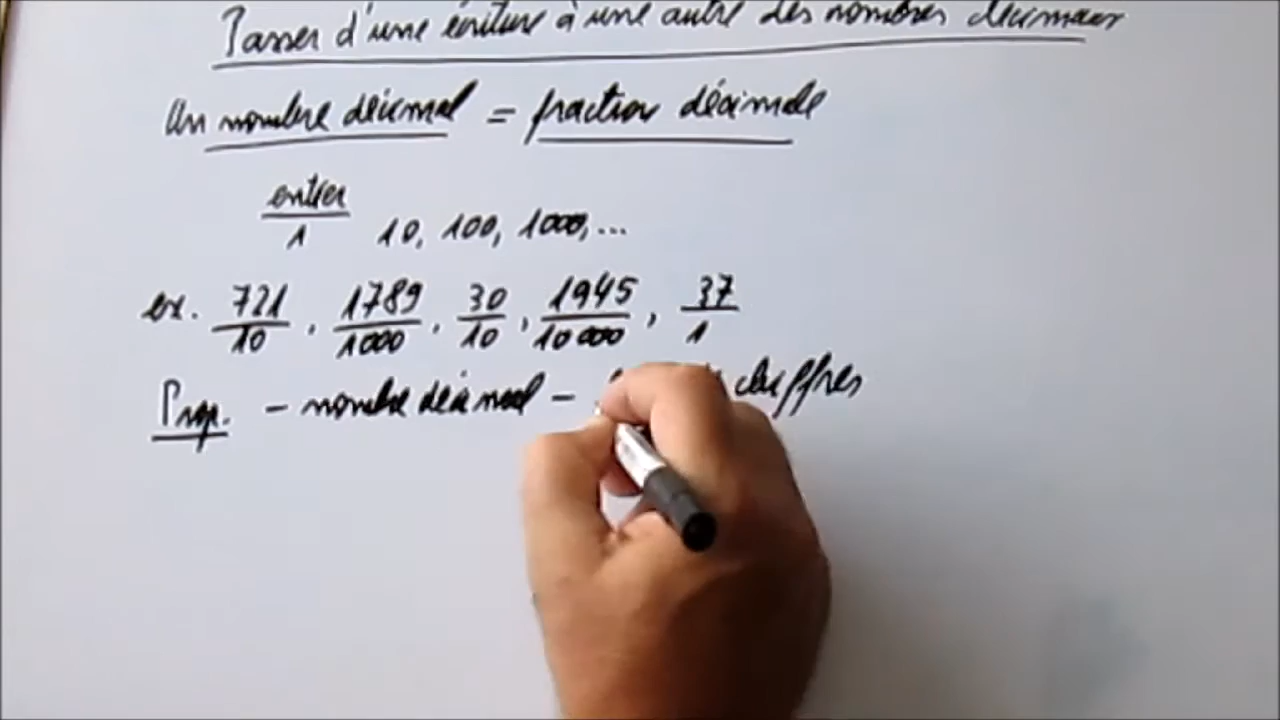 Passer d'une écriture à une autre des nombres décimaux
Un nombre décimal = fraction décimale
entier
1 10, 100, 1000, ...
ex. 721/10, 1789/1000, 30/10, 1945/10000, 37/1
Prop. - nombre décimal - chiffres